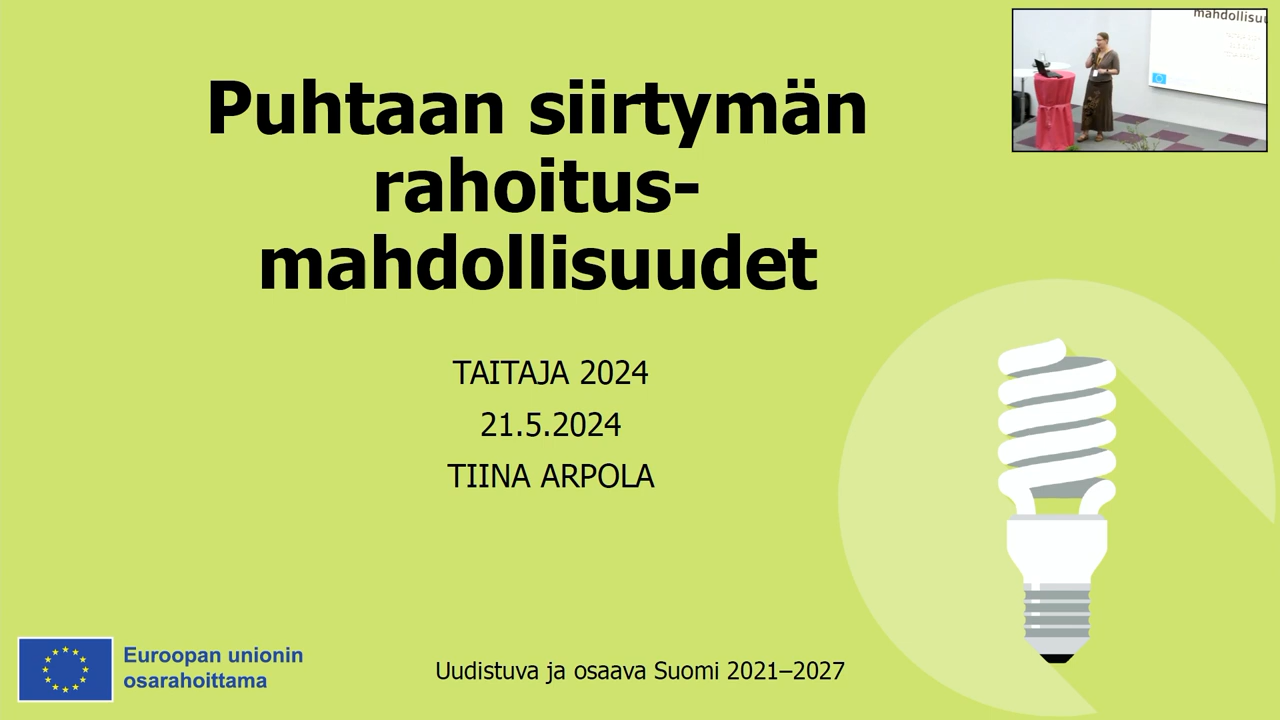 Puhtaan siirtymän
rahoitus-
mahdollisuudet
TAITAJA 2024
21.5.2024
TIINA ARPOLA
Euroopan unionin
osarahoittama
Uudistuva ja osaava Suomi 2021–2027
mahdollisuu